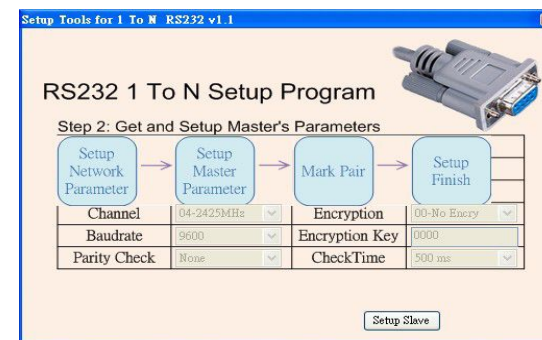 Setup Tools for 1 To N RS232 v1.1
RS232 1 To N Setup Program
Step 2: Get and Setup Master's Parameters
Setup Network Parameter
Setup Master Parameter
Mark Pair
Setup Finish
Channel 04-2425MHz Encryption 00-No Encry
Baudrate 9600 Encryption Key 0000
Parity Check None CheckTime 500 ms
Setup Slave